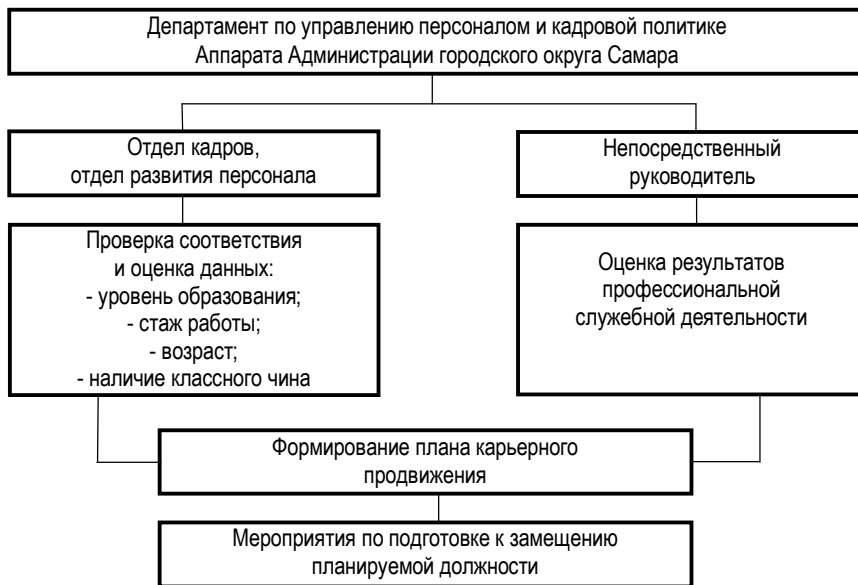 Департамент по управлению персоналом и кадровой политике
Аппарата Администрации городского округа Самара
Отдел кадров,
отдел развития персонала
Непосредственный
руководитель
Проверка соответствия
и оценка данных:
- уровень образования;
- стаж работы;
- возраст;
- наличие классного чина
Оценка результатов
профессиональной
служебной деятельности
Формирование плана карьерного
продвижения
Мероприятия по подготовке к замещению
планируемой должности